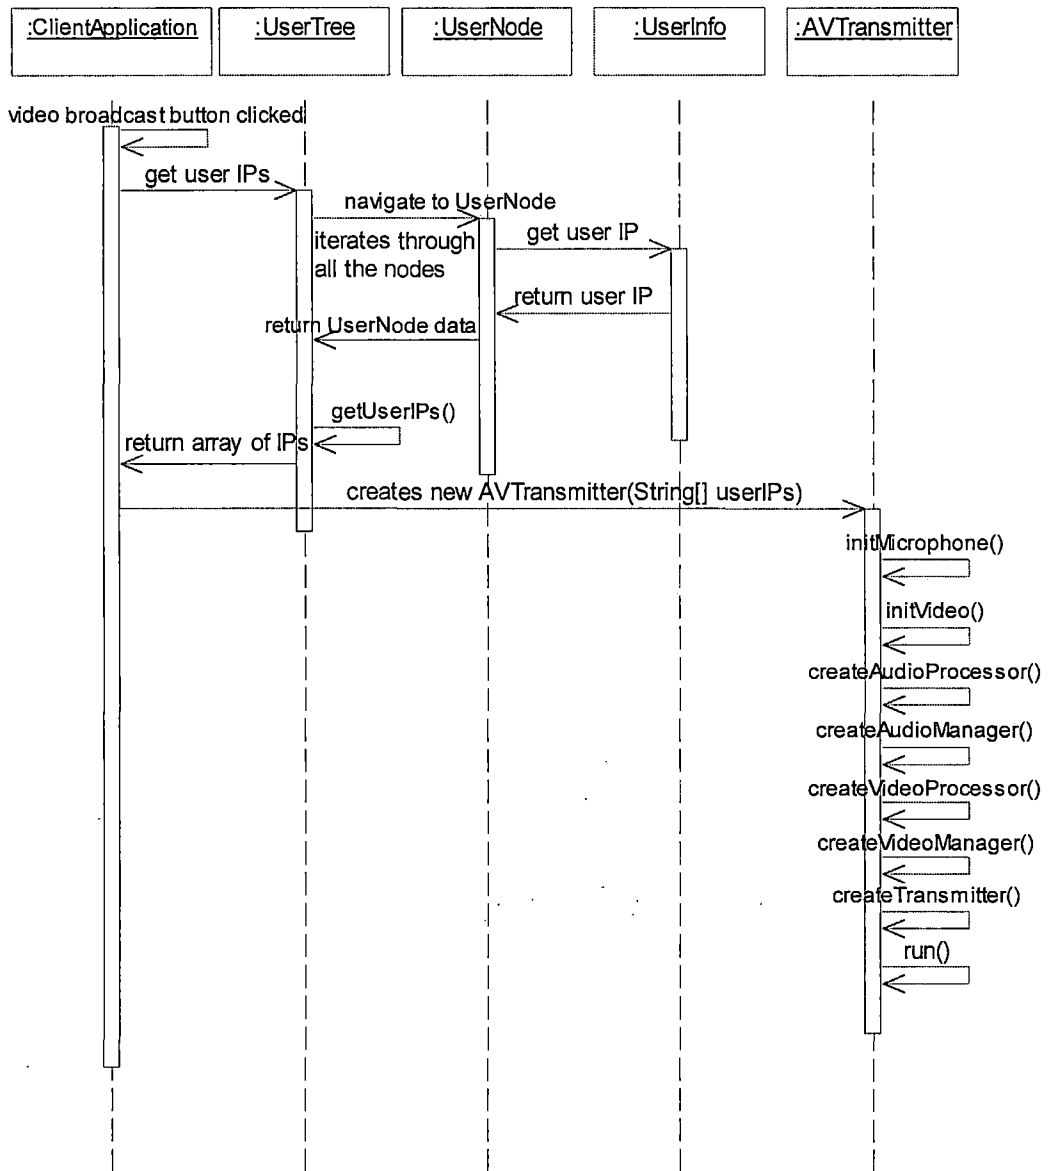 :ClientApplication
:UserTree
:UserNode
:UserInfo
:AVTransmitter
video broadcast button clicked
get user IPs
navigate to UserNode
iterates through
all the nodes
get user IP
return user IP
return UserNode data
getUserIPs()
return array of IPs
creates new AVTransmitter(String[] userIPs)
initMicrophone()
initVideo()
createAudioProcessor()
createAudioManager()
createVideoProcessor()
createVideoManager()
createTransmitter()
run()